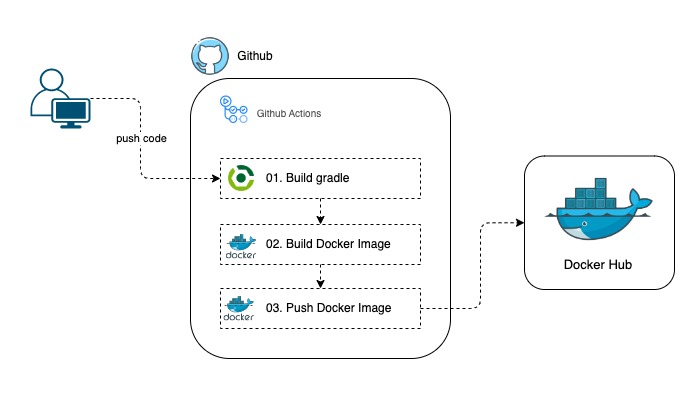 Github
Github Actions
push code
01. Build gradle
docker
02. Build Docker Image
docker
03. Push Docker Image
Docker Hub